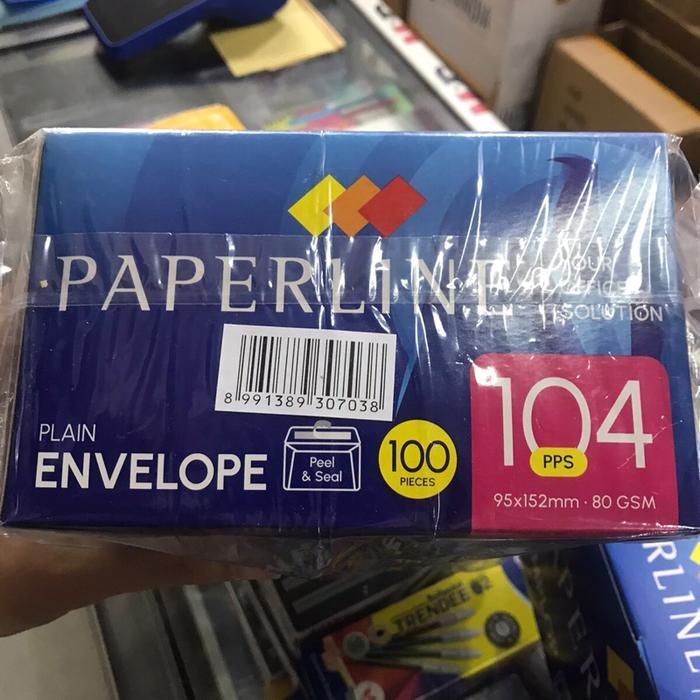 PAPERLINE
YOUR
OFFICE
SOLUTION
8 991389 307038
PLAIN
ENVELOPE
Peel
& Seal
100
PIECES
104
PPS
95x152mm · 80 GSM
TRENDEE